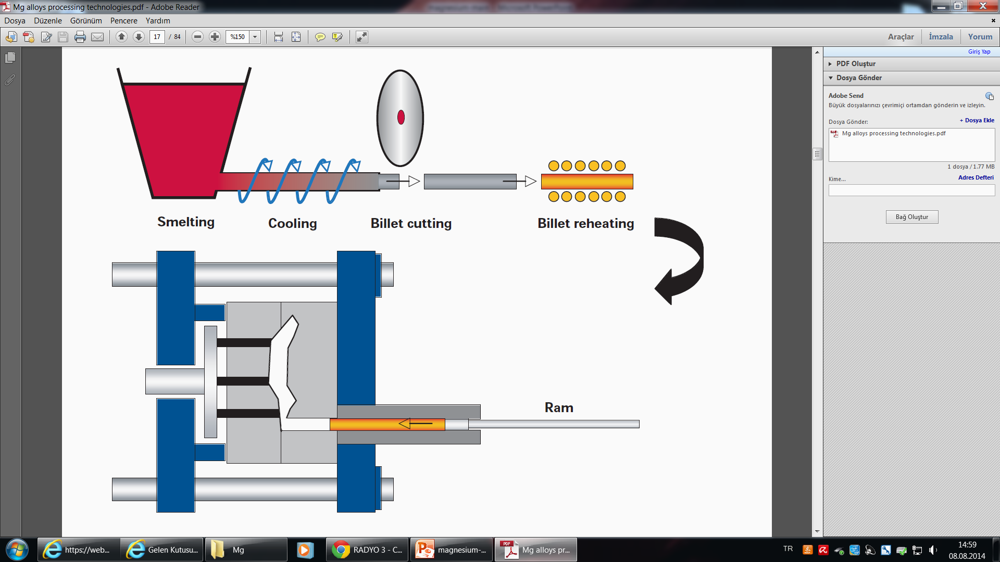 Mg alloys processing technologies.pdf - Adobe Reader
Dosya Düzenle Görünüm Pencere Yardım
17 / 84 %150
Araçlar İmzala Yorum
Giriş Yap
PDF Oluştur
Dosya Gönder
Adobe Send
Büyük dosyalarınızı çevrimiçi ortamdan gönderin ve izleyin.
Dosya Gönder: + Dosya Ekle
Mg alloys processing technologies.pdf
1 dosya / 1.77 MB
Kime... Adres Defteri
Bağ Oluştur
Smelting Cooling Billet cutting Billet reheating
Ram
https://web... Gelen Kutusu... Mg RADYO 3 - C... magnesium-... PDF Mg alloys pr... TR 14:59
08.08.2014